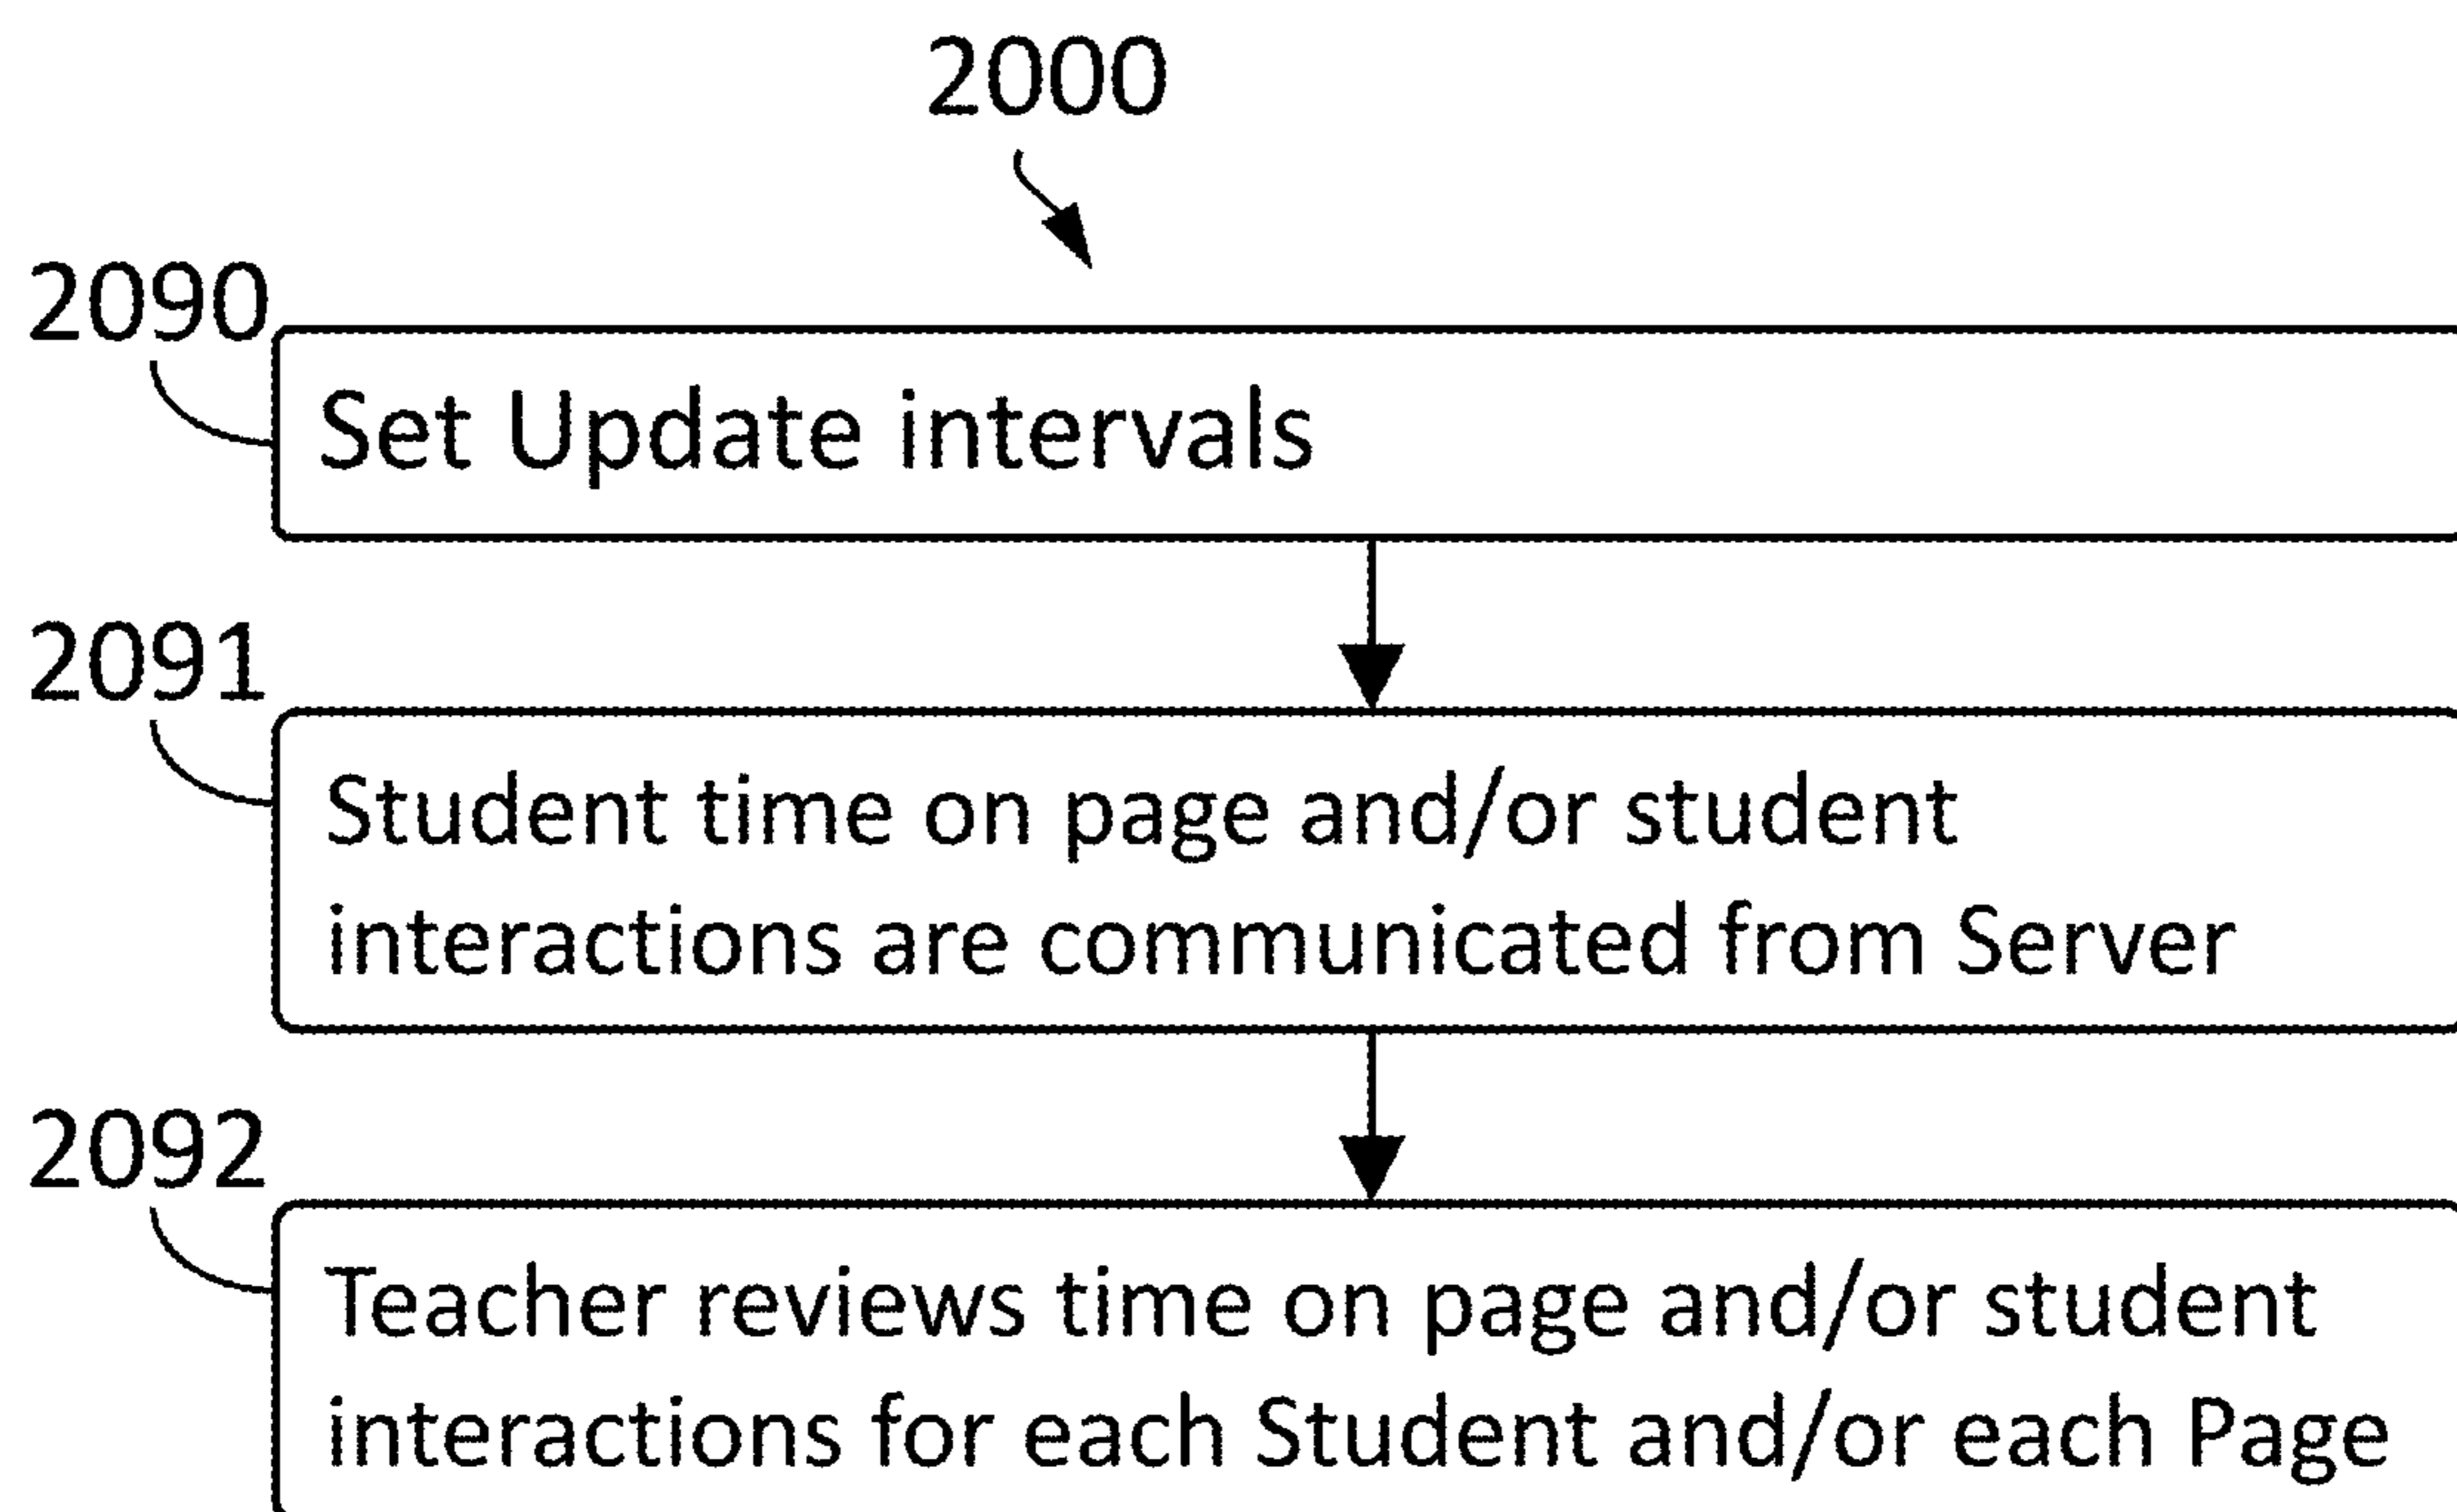 2000
2090
Set Update intervals
2091
Student time on page and/or student
interactions are communicated from Server
2092
Teacher reviews time on page and/or student
interactions for each Student and/or each Page